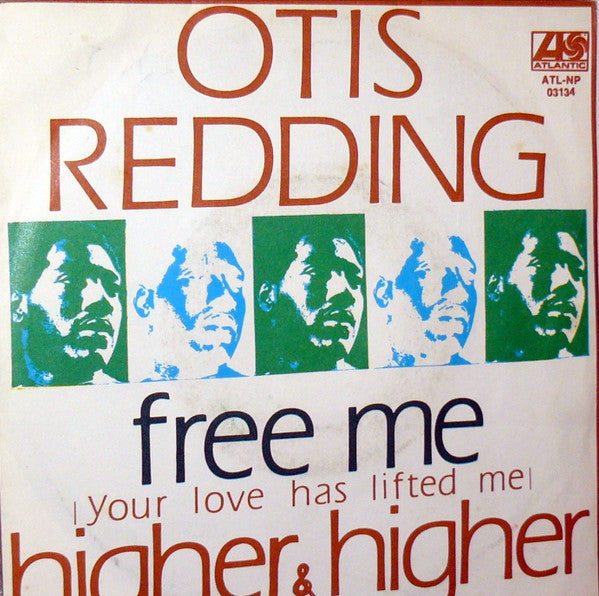 OTIS
REDDING
ATLANTIC
ATL-NP
03134
free me
(your love has lifted me)
higher & higher